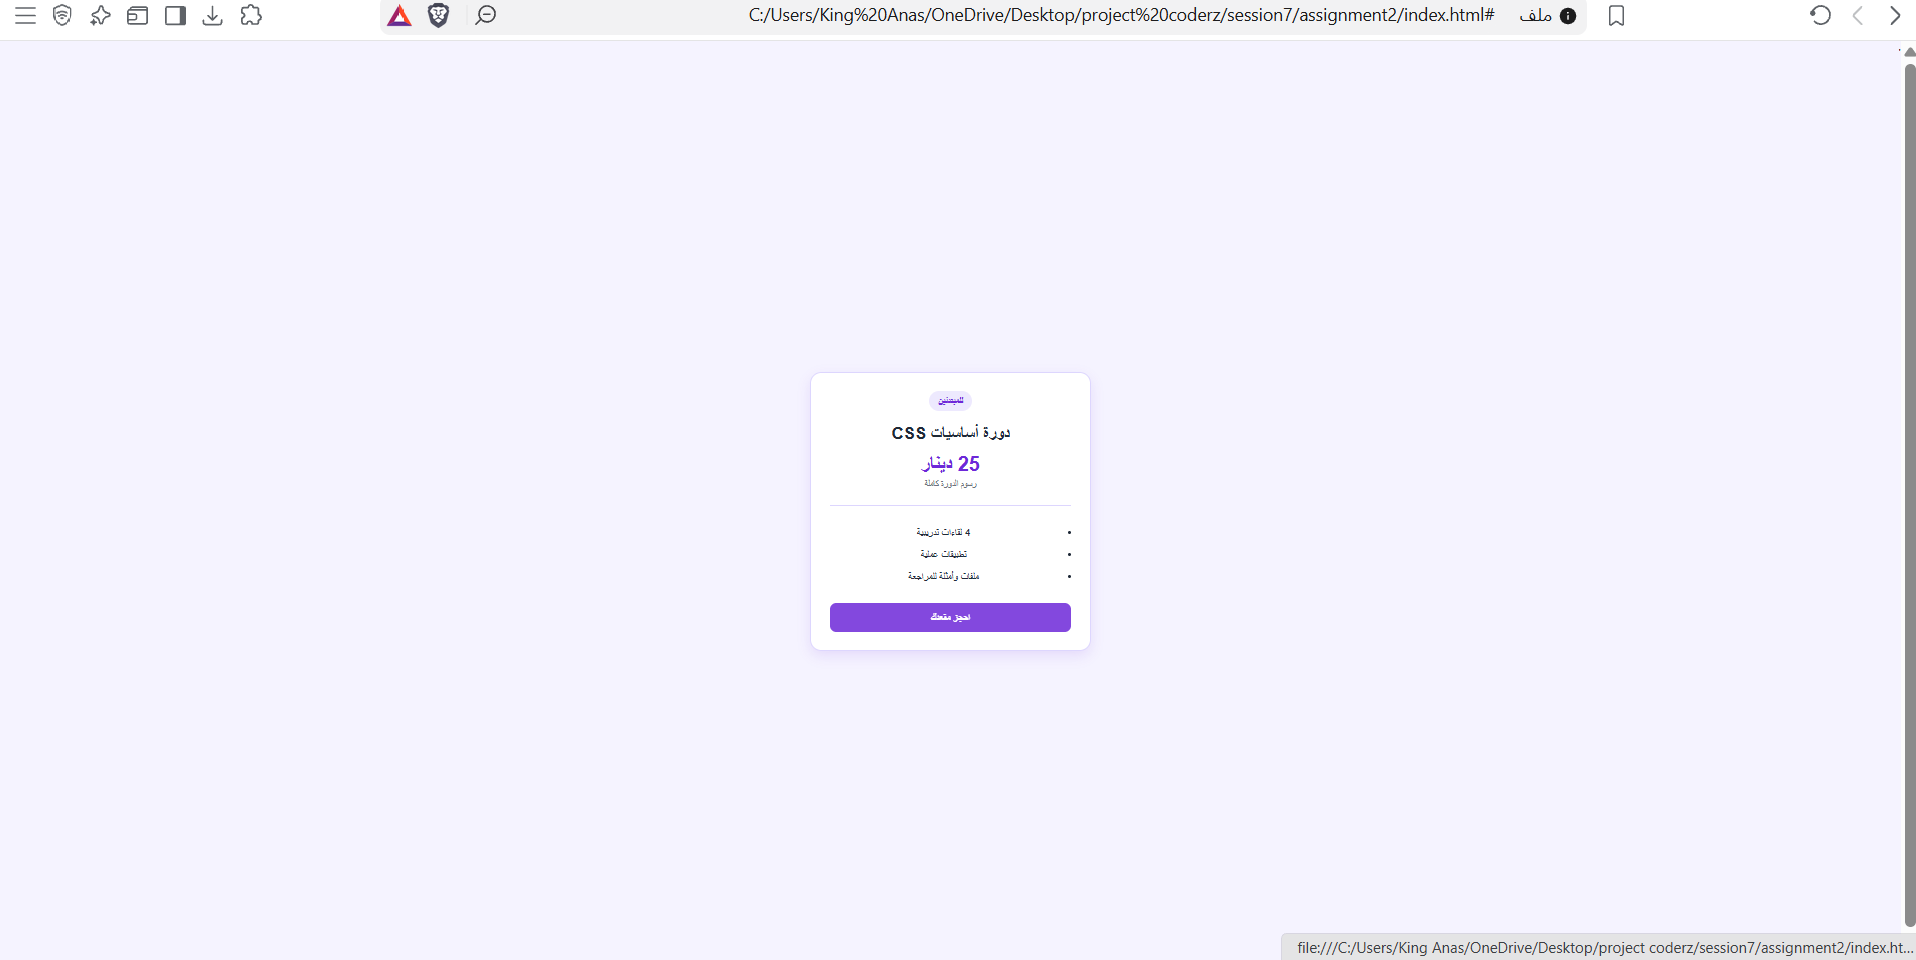 C:/Users/King%20Anas/OneDrive/Desktop/project%20coderz/session7/assignment2/index.html# ملف
للمبتدئين
دورة أساسيات CSS
25 دينار
رسوم الدورة كاملة
4 لقاءات تدريبية
تطبيقات عملية
ملفات وأمثلة للمراجعة
احجز مقعدك
file:///C:/Users/King Anas/OneDrive/Desktop/project coderz/session7/assignment2/index.ht...